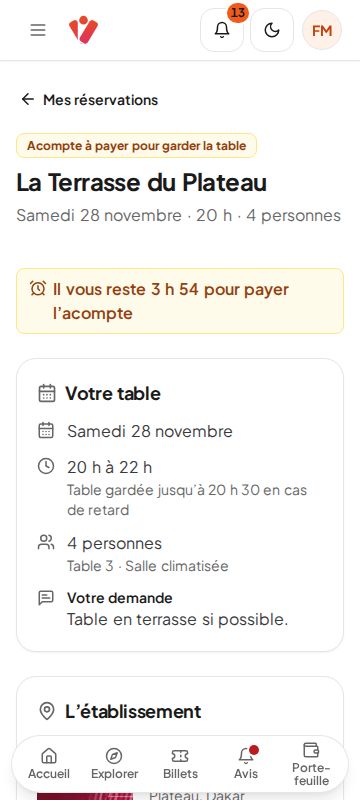 13
FM
Mes réservations
Acompte à payer pour garder la table
La Terrasse du Plateau
Samedi 28 novembre · 20 h · 4 personnes
Il vous reste 3 h 54 pour payer
l’acompte
Votre table
Samedi 28 novembre
20 h à 22 h
Table gardée jusqu’à 20 h 30 en cas
de retard
4 personnes
Table 3 · Salle climatisée
Votre demande
Table en terrasse si possible.
L’établissement
Plateau, Dakar
Accueil
Explorer
Billets
Avis
Porte-
feuille